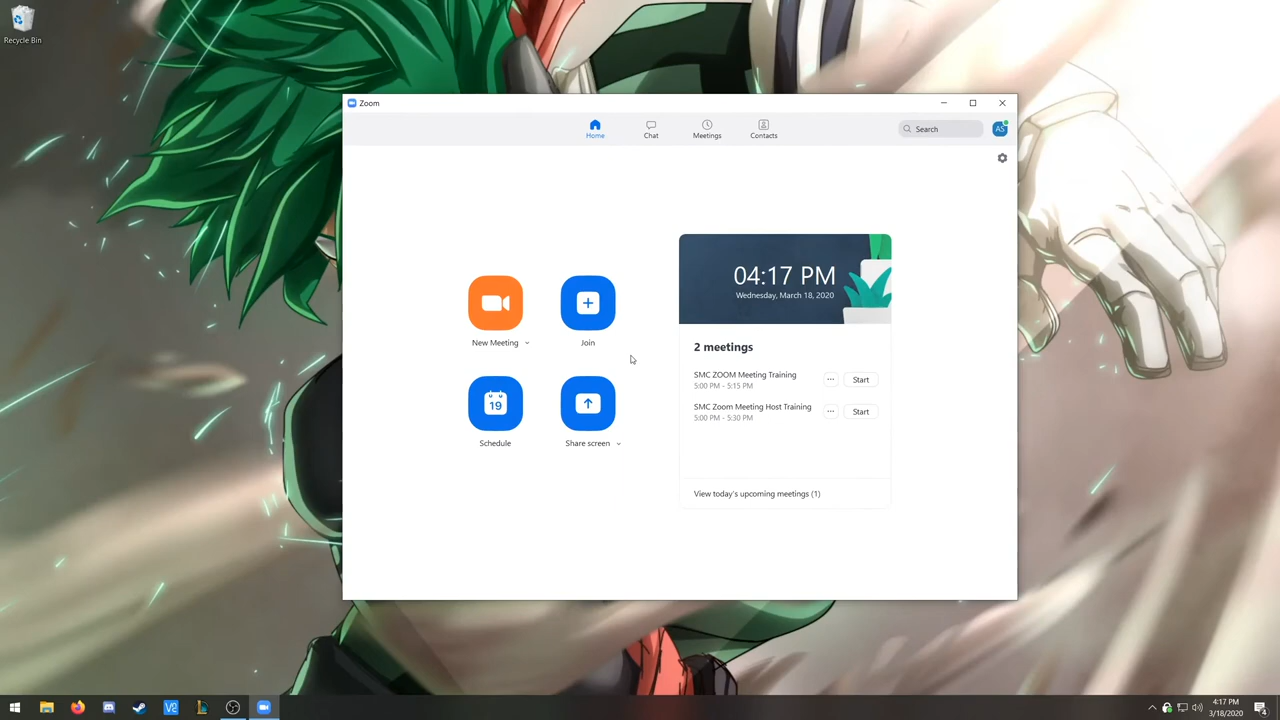 Recycle Bin
Zoom
Home
Chat
Meetings
Contacts
Search
AS
New Meeting
Join
19
Schedule
Share screen
04:17 PM
Wednesday, March 18, 2020
2 meetings
SMC ZOOM Meeting Training
5:00 PM - 5:15 PM
Start
SMC Zoom Meeting Host Training
5:00 PM - 5:30 PM
Start
View today's upcoming meetings (1)
4:17 PM
3/18/2020
4